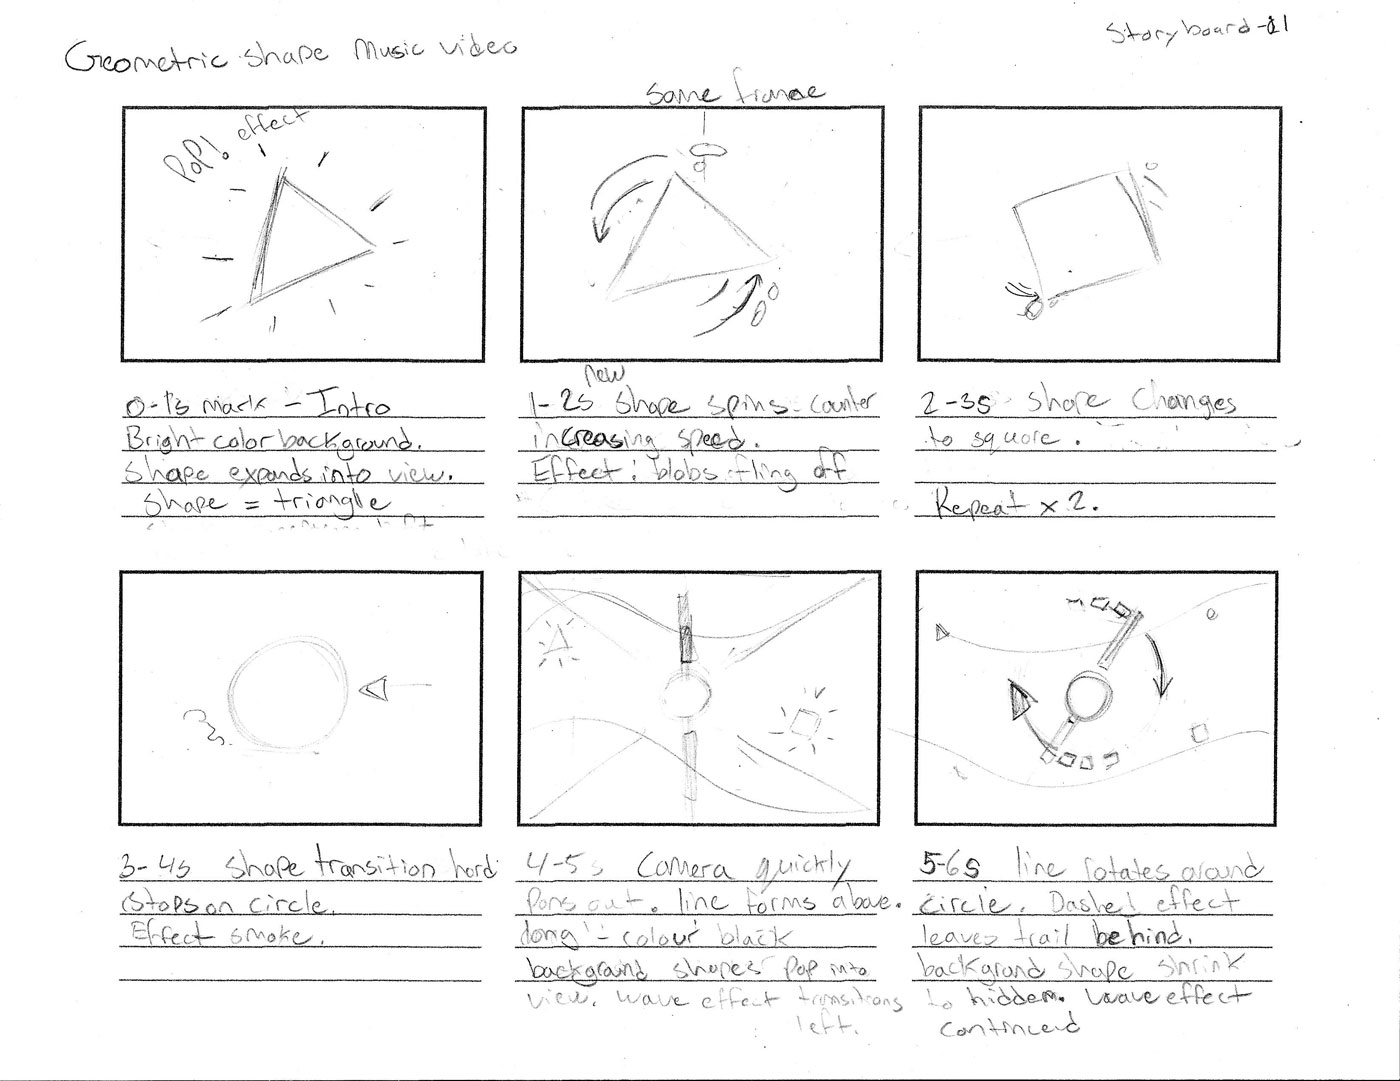 Geometric shape Music video
Storyboard-01
same frame
Pop! effect
0-1s mark - Intro
Bright color background.
Shape expands into view.
Shape = triangle
new
1-2s shape spins counter
increasing speed.
Effect: blobs fling off
2-3s shape changes
to square.
Repeat x 2.
3-4s shape transition hard
stops on circle.
Effect smoke.
4-5s Camera quickly
Pans out. line forms above.
long - colour black
background shapes pop into
view. wave effect transitions
left.
5-6s line rotates around
circle. Dashed effect
leaves trail behind.
background shape shrink
to hidden. Wave effect
continued